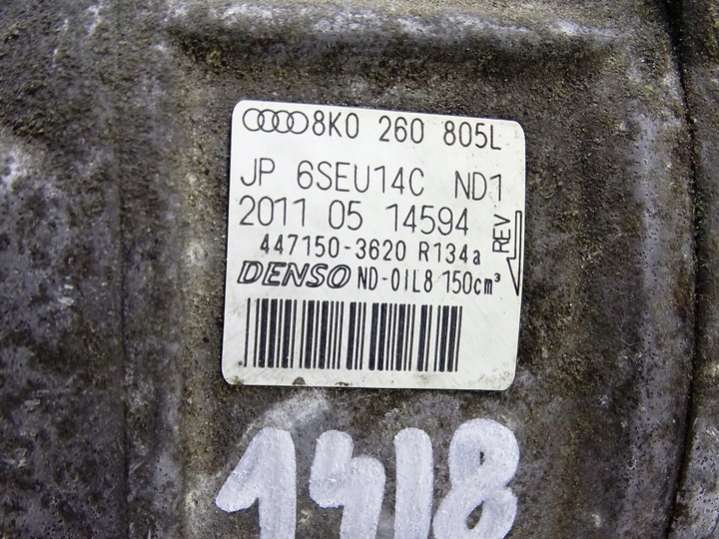 8K0 260 805L
JP 6SEU14C ND1
2011 05 14594
REV
447150-3620 R134a
DENSO ND-OIL8 150cm³
1418